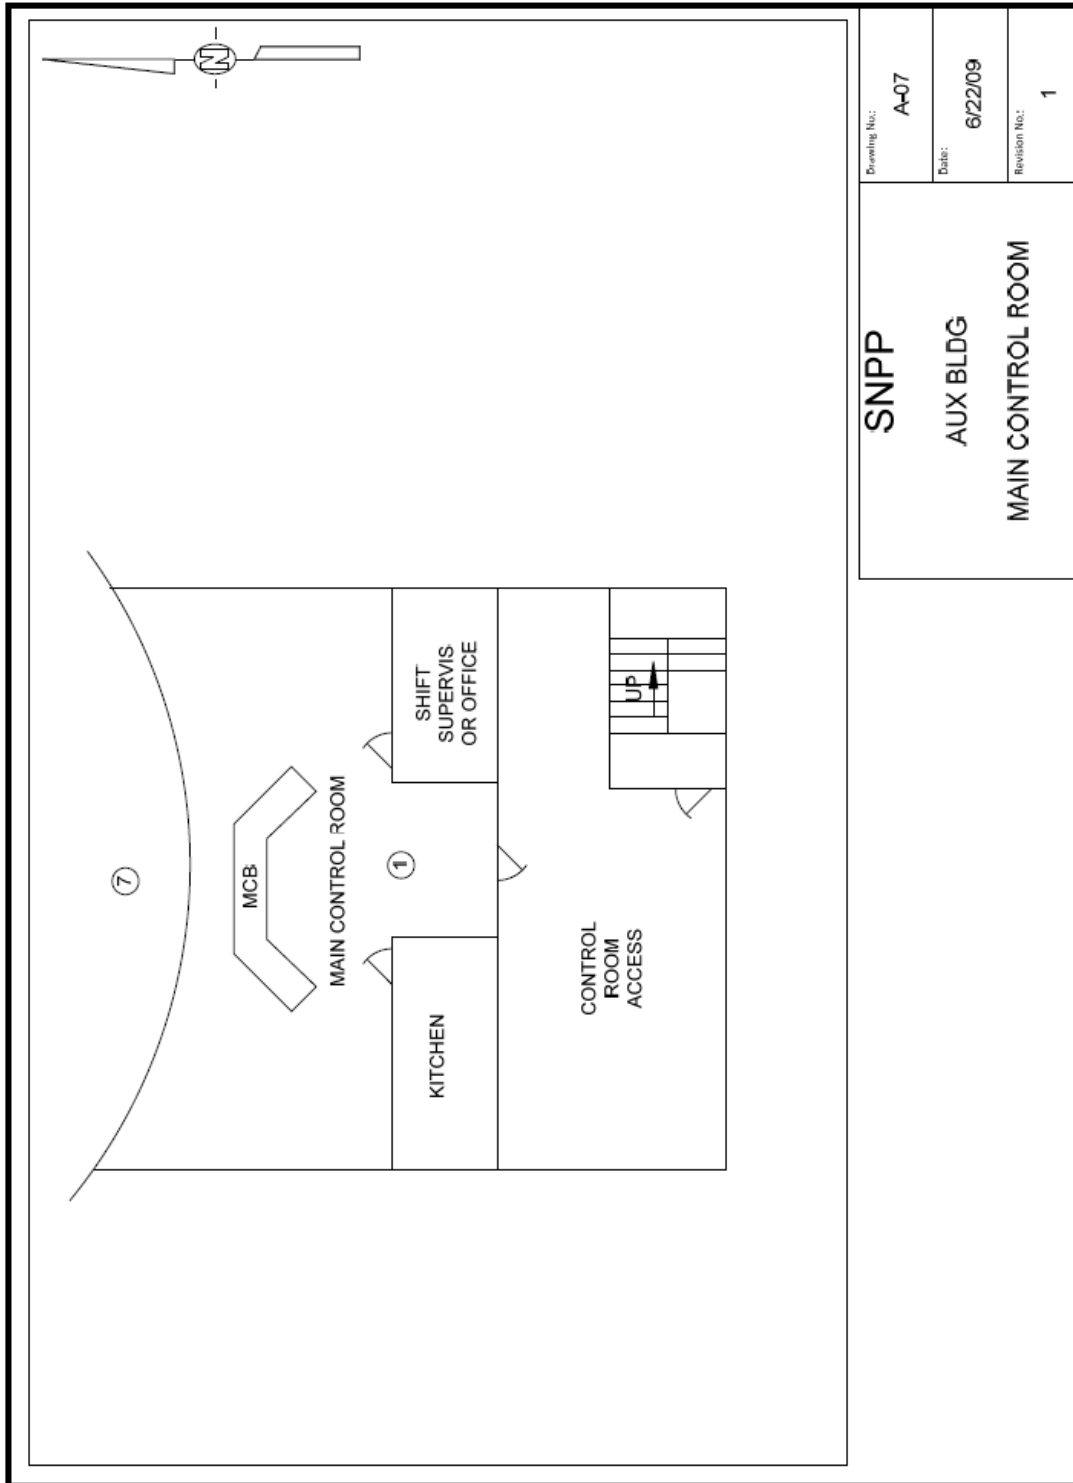 N
7
MCB
MAIN CONTROL ROOM
1
KITCHEN
SHIFT
SUPERVIS
OR OFFICE
CONTROL
ROOM
ACCESS
UP
SNPP
AUX BLDG
MAIN CONTROL ROOM
Drawing No.:
A-07
Date:
6/22/09
Revision No.:
1